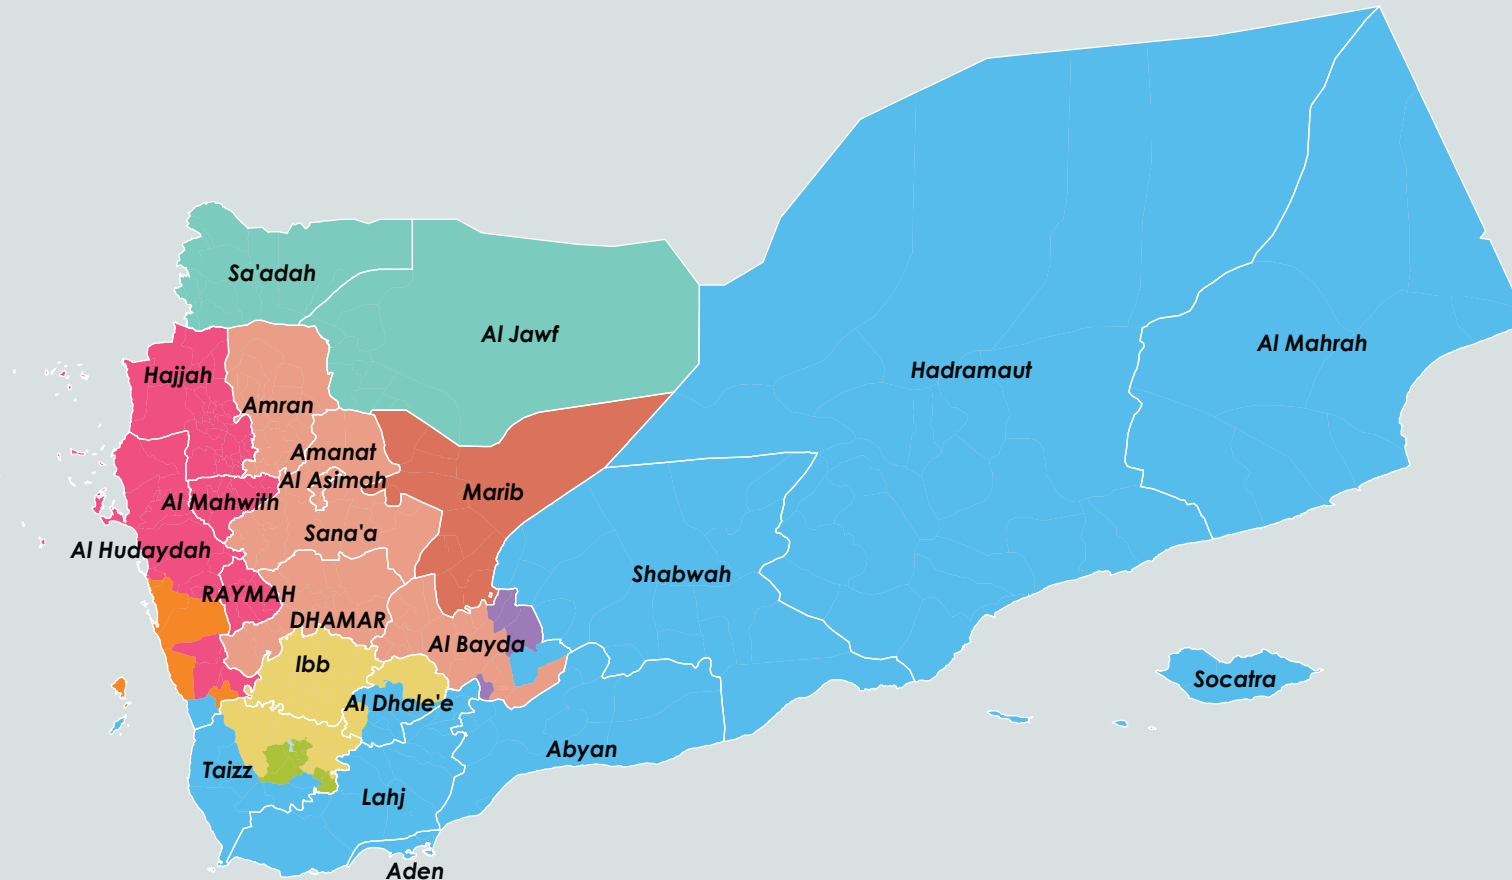 Sa'adah
Al Jawf
Al Mahrah
Hadramaut
Hajjah
Amran
Amanat
Al Asimah
Marib
Al Mahwith
Sana'a
Al Hudaydah
Shabwah
RAYMAH
DHAMAR
Al Bayda
Ibb
Socatra
Al Dhale'e
Abyan
Taizz
Lahj
Aden